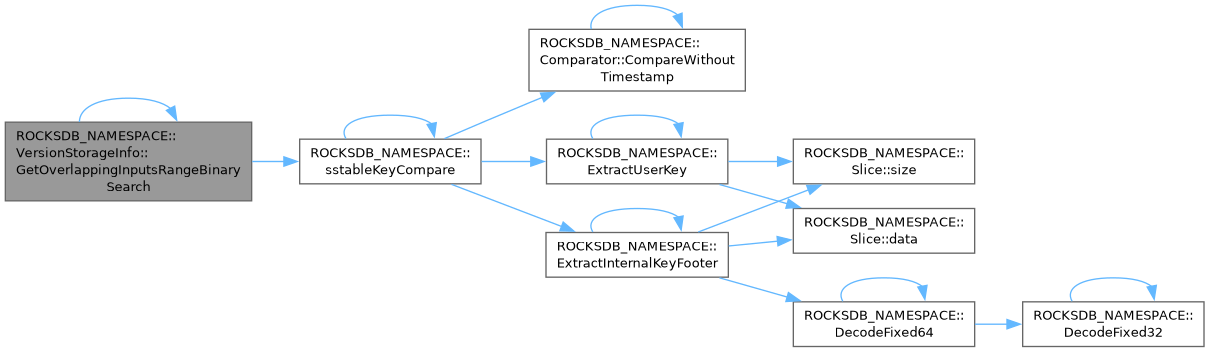 ROCKSDB_NAMESPACE::
VersionStorageInfo::
GetOverlappingInputsRangeBinary
Search
ROCKSDB_NAMESPACE::
sstableKeyCompare
ROCKSDB_NAMESPACE::
Comparator::CompareWithout
Timestamp
ROCKSDB_NAMESPACE::
ExtractUserKey
ROCKSDB_NAMESPACE::
ExtractInternalKeyFooter
ROCKSDB_NAMESPACE::
Slice::size
ROCKSDB_NAMESPACE::
Slice::data
ROCKSDB_NAMESPACE::
DecodeFixed64
ROCKSDB_NAMESPACE::
DecodeFixed32